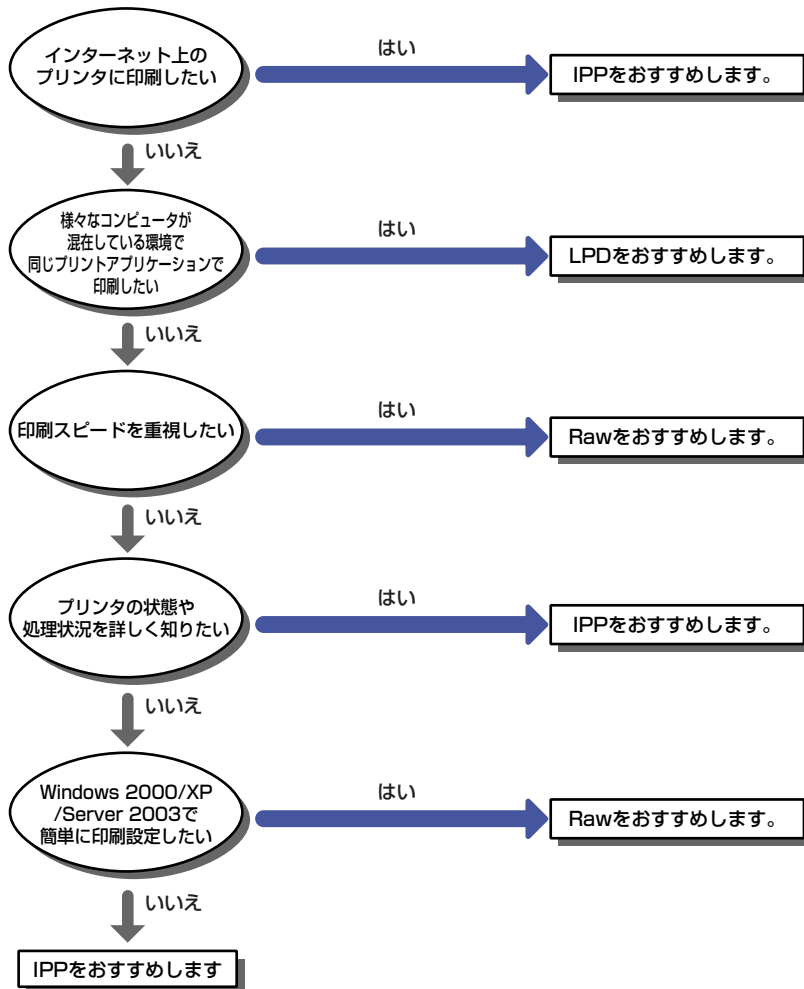 インターネット上の
プリンタに印刷したい
はい
IPPをおすすめします。
いいえ
様々なコンピュータが
混在している環境で
同じプリントアプリケーションで
印刷したい
はい
LPDをおすすめします。
いいえ
印刷スピードを重視したい
はい
Rawをおすすめします。
いいえ
プリンタの状態や
処理状況を詳しく知りたい
はい
IPPをおすすめします。
いいえ
Windows 2000/XP
/Server 2003で
簡単に印刷設定したい
はい
Rawをおすすめします。
いいえ
IPPをおすすめします